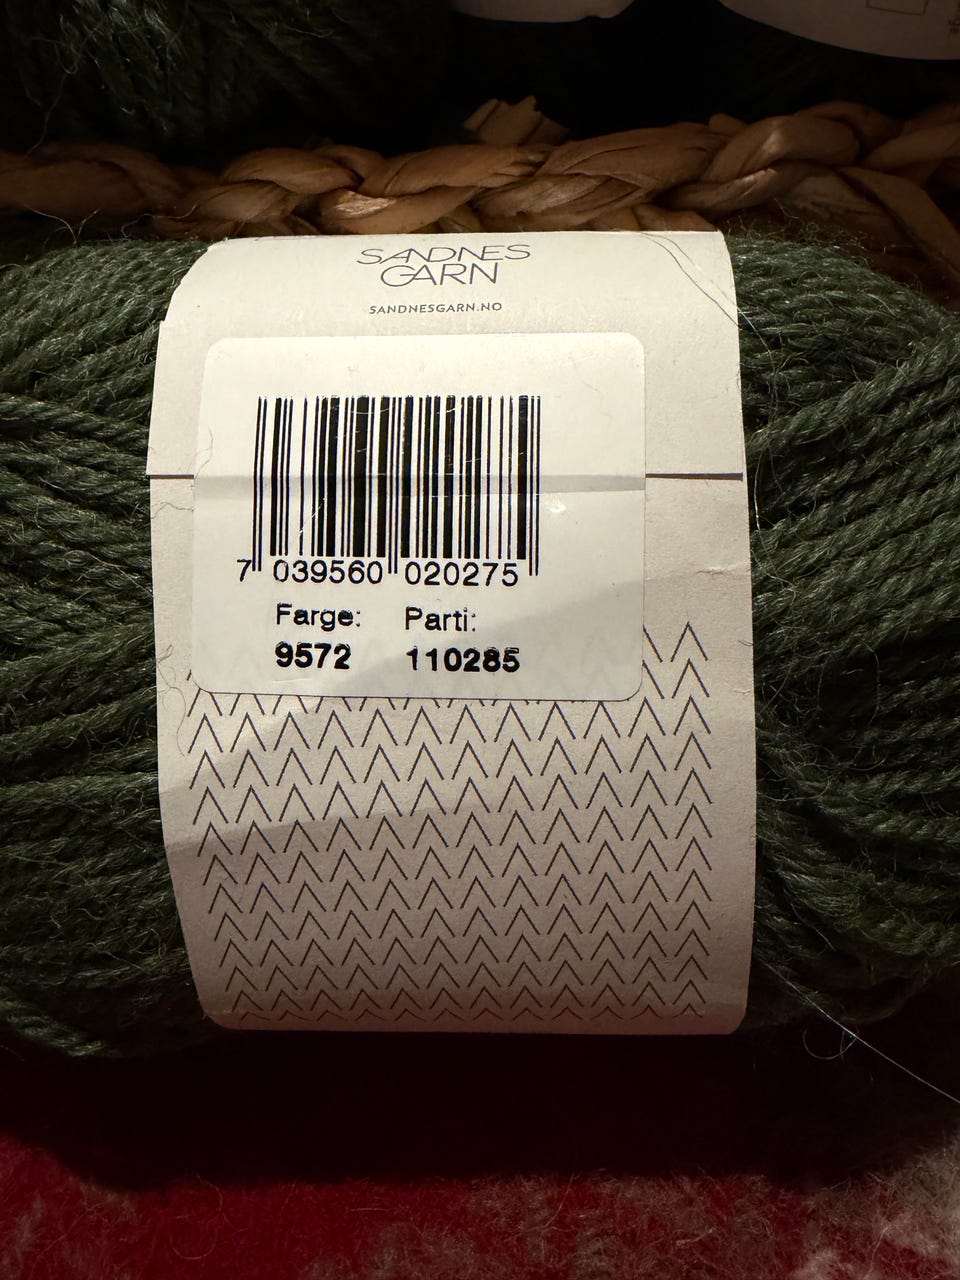 SANDNES
GARN
SANDNESGARN.NO
7 039560 020275
Farge: Parti:
9572 110285